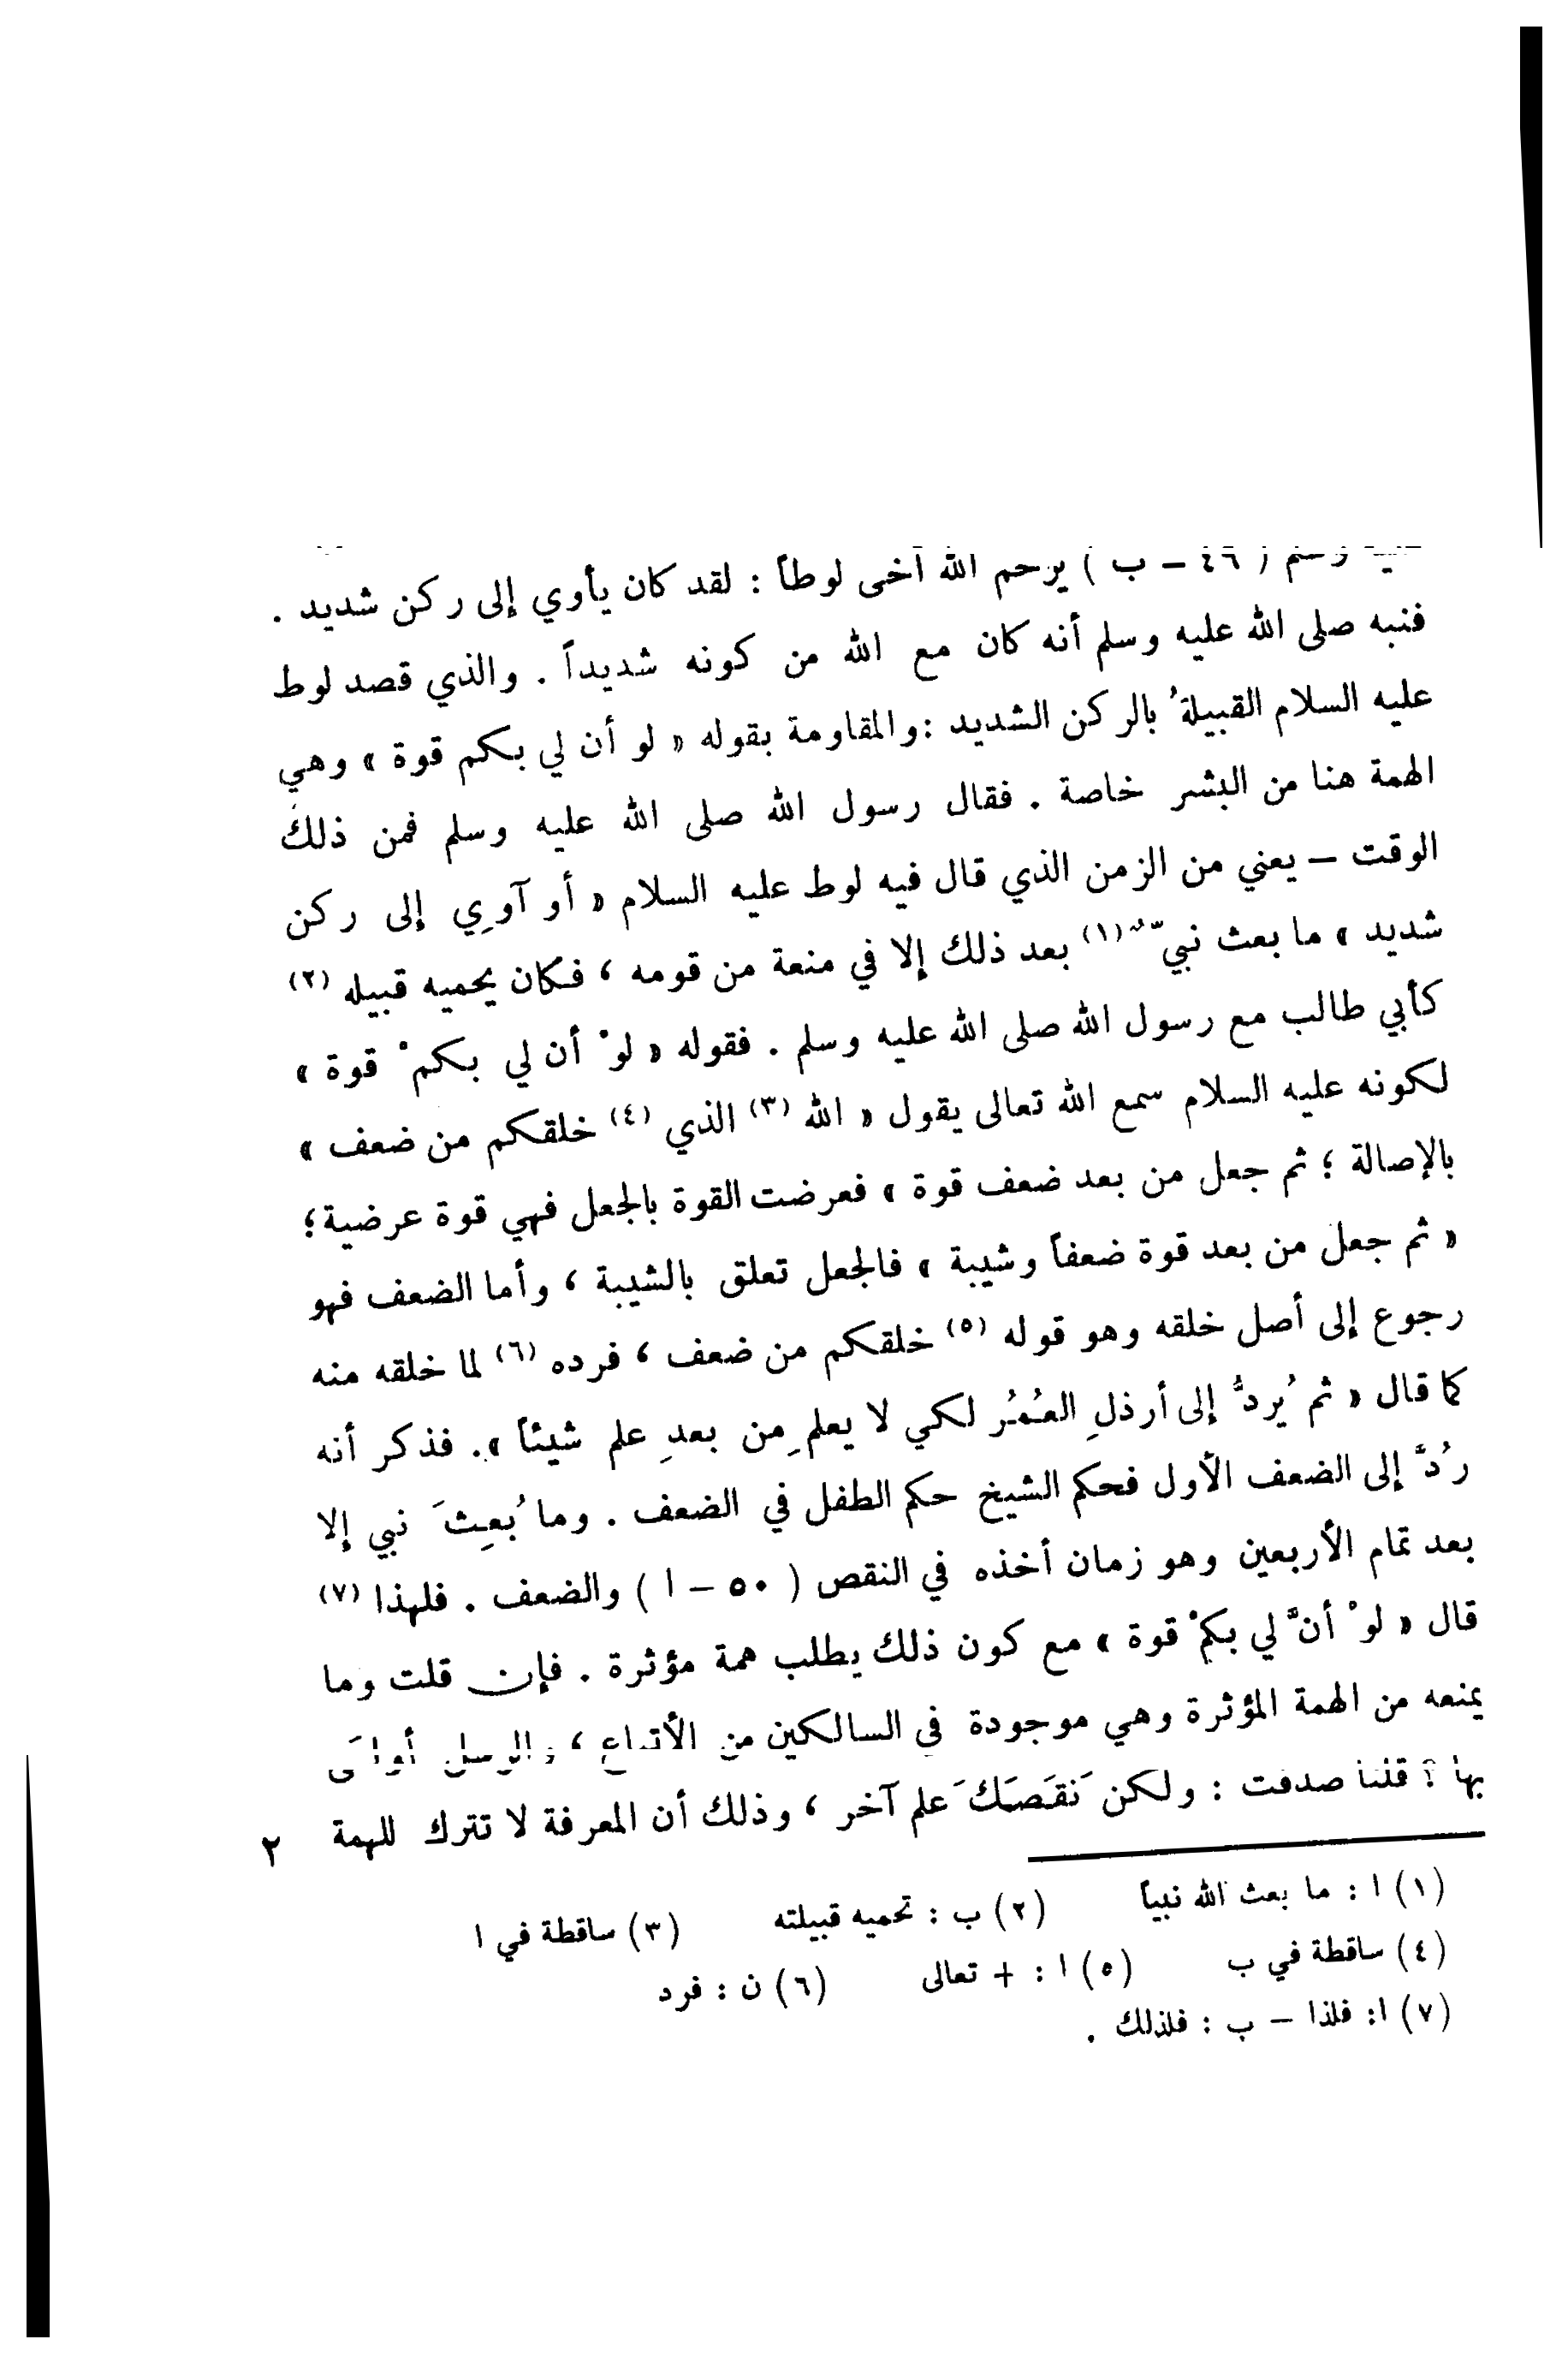 وسلم ( ٤٦ – ب ) يرحم الله أخى لوطاً : لقد كان يأوي إلى ركن شديد .
فنبه صلى الله عليه وسلم أنه كان مع الله من كونه شديداً . والذي قصد لوط
عليه السلام القبيلةُ بالركن الشديد :والمقاومة بقوله « لو أن لي بكم قوة » وهي
الهمة هنا من البشر خاصة . فقال رسول الله صلى الله عليه وسلم فمن ذلك
الوقت – يعني من الزمن الذي قال فيه لوط عليه السلام « أو آوِي إلى ركن
شديد » ما بعث نبيٌّ (١) بعد ذلك إلا في منعة من قومه ، فكان يحميه قبيله (٢)
كأبي طالب مع رسول الله صلى الله عليه وسلم . فقوله « لوْ أن لي بكمْ قوة »
لكونه عليه السلام سمع الله تعالى يقول « الله (٣) الذي (٤) خلقكم من ضعف »
بالإصالة ؛ ثم جعل من بعد ضعف قوة » فعرضت القوة بالجعل فهي قوة عرضية؛
« ثم جعل من بعد قوة ضعفاً وشيبة » فالجعل تعلق بالشيبة ، وأما الضعف فهو
رجوع إلى أصل خلقه وهو قوله (٥) خلقكم من ضعف ، فرده (٦) لما خلقه منه
كما قال « ثم يُردُّ إلى أرذلِ العُمُر لكي لا يعلم مِن بعدِ علم شيئاً ». فذكر أنه
رُدَّ إلى الضعف الأول فحكم الشيخ حكم الطفل في الضعف . وما بُعِثَ نبي إلا
بعد تمام الأربعين وهو زمان أخذه في النقص ( ٥٠ – ا ) والضعف . فلهذا (٧)
قال « لوْ أنَّ لي بكمْ قوة » مع كون ذلك يطلب همة مؤثرة . فإن قلت وما
يمنعه من الهمة المؤثرة وهي موجودة في السالكين من الأتباع ، والرسل أولى
بها ؟ قلنا صدقت : ولكن نَقَصَكَ علم آخر ، وذلك أن المعرفة لا تترك للهمة
٢
(١) ا : ما بعث الله نبياً (٢) ب : تحميه قبيلته (٣) ساقطة في ا
(٤) ساقطة في ب (٥) ا : + تعالى (٦) ن : فرد
(٧) ا: فلذا – ب : فلذلك .